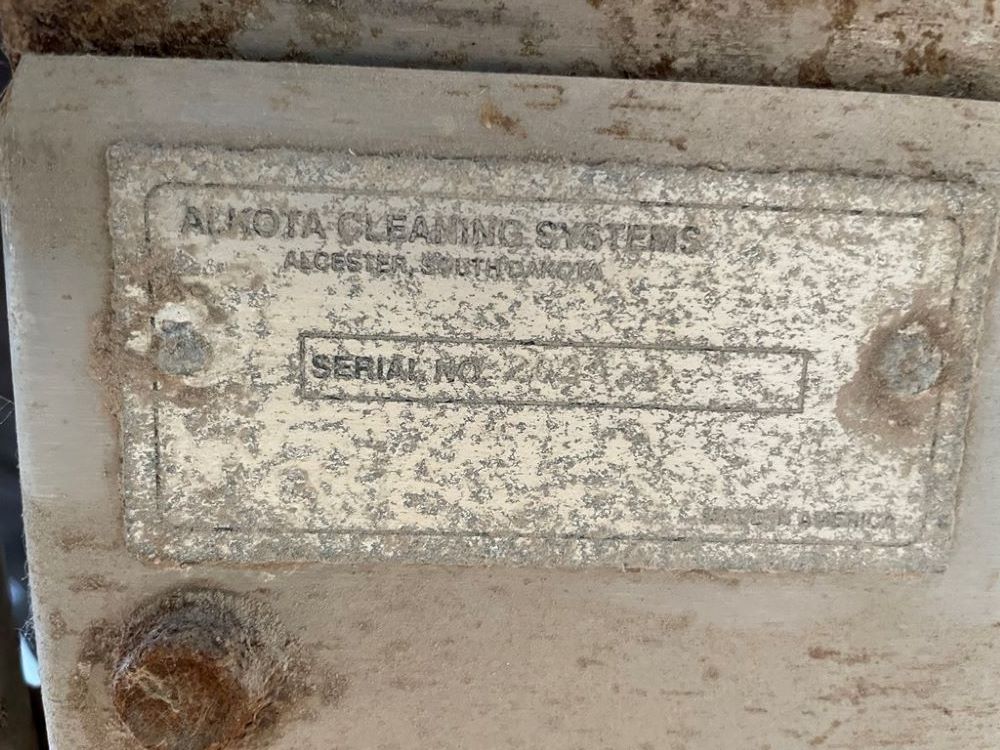 ALKOTA CLEANING SYSTEMS
ALCESTER, SOUTH DAKOTA
SERIAL NO.
MADE IN AMERICA